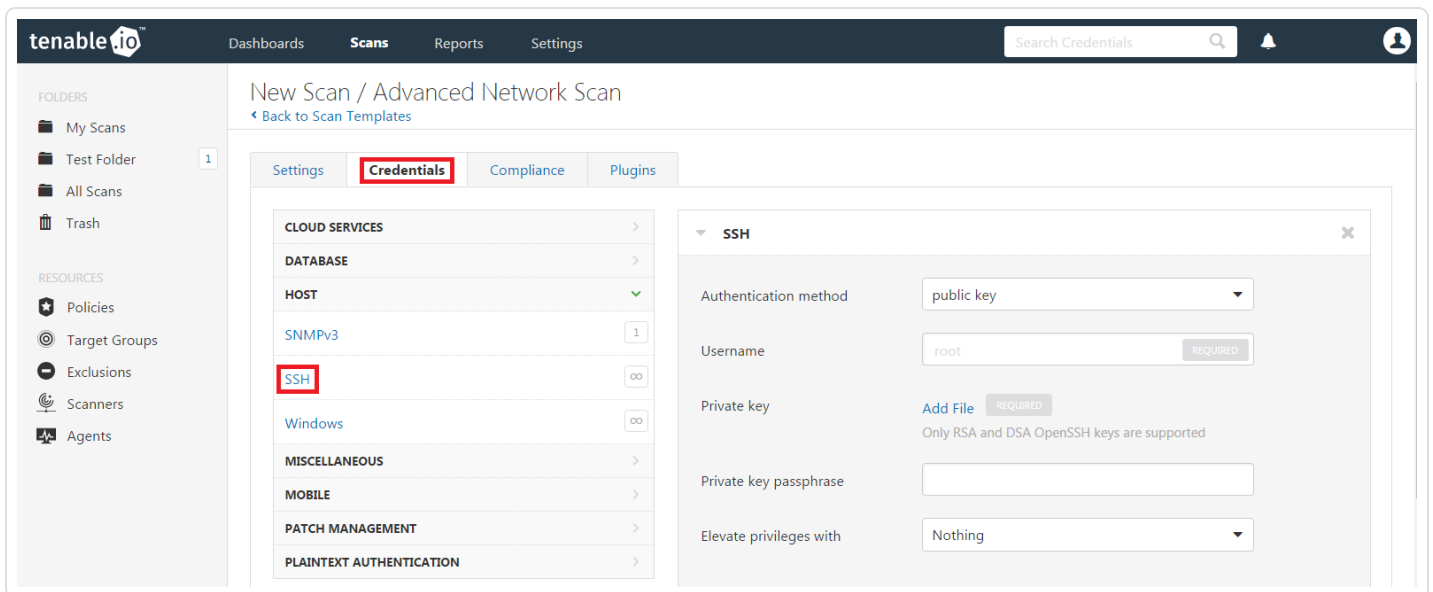 tenable io™
Dashboards Scans Reports Settings Search Credentials
FOLDERS
My Scans
Test Folder 1
All Scans
Trash
RESOURCES
Policies
Target Groups
Exclusions
Scanners
Agents
New Scan / Advanced Network Scan
Back to Scan Templates
Settings Credentials Compliance Plugins
CLOUD SERVICES
DATABASE
HOST
SNMPv3 1
SSH ∞
Windows ∞
MISCELLANEOUS
MOBILE
PATCH MANAGEMENT
PLAINTEXT AUTHENTICATION
SSH
Authentication method public key
Username root REQUIRED
Private key Add File REQUIRED
Only RSA and DSA OpenSSH keys are supported
Private key passphrase
Elevate privileges with Nothing